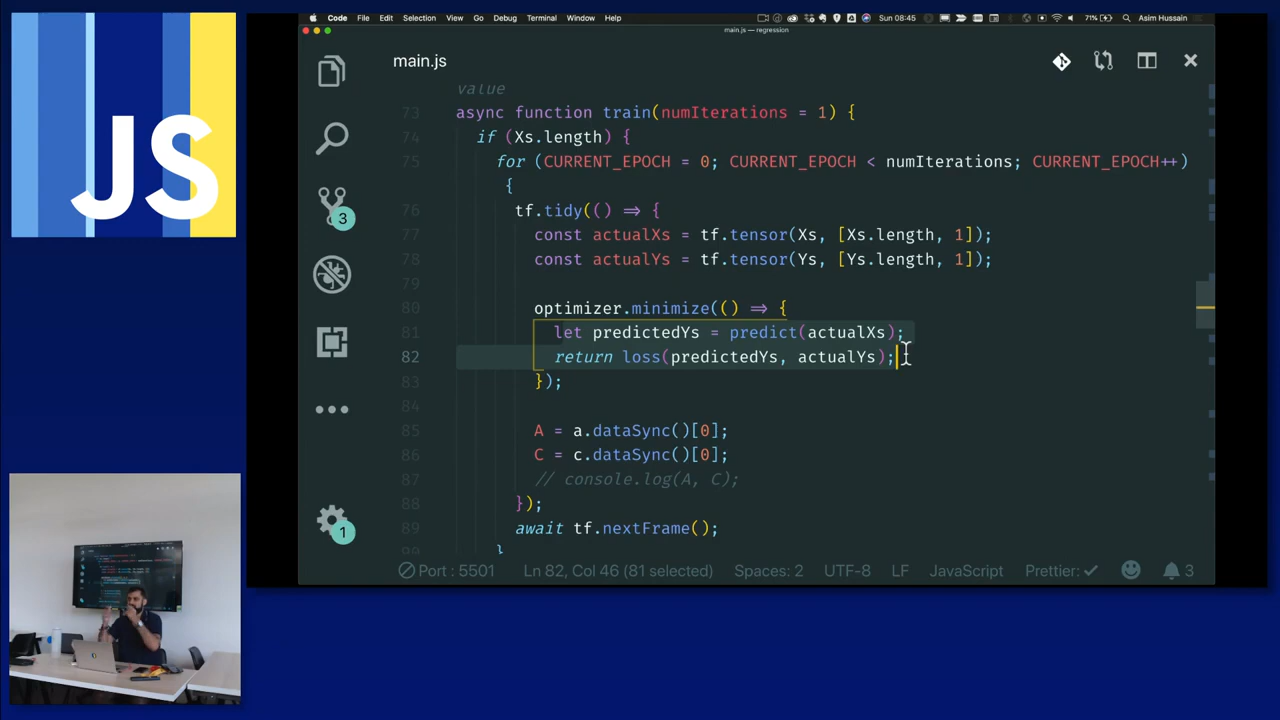 JS
Code File Edit Selection View Go Debug Terminal Window Help Sun 08:45 71% Asim Hussain
main.js — regression
main.js
value
73 async function train(numIterations = 1) {
74 if (Xs.length) {
75 for (CURRENT_EPOCH = 0; CURRENT_EPOCH < numIterations; CURRENT_EPOCH++)
{
76 tf.tidy(() => {
77 const actualXs = tf.tensor(Xs, [Xs.length, 1]);
78 const actualYs = tf.tensor(Ys, [Ys.length, 1]);
79
80 optimizer.minimize(() => {
81 let predictedYs = predict(actualXs);
82 return loss(predictedYs, actualYs);
83 });
84
85 A = a.dataSync()[0];
86 C = c.dataSync()[0];
87 // console.log(A, C);
88 });
89 await tf.nextFrame();
90 }
3
1
Port : 5501 Ln 82, Col 46 (81 selected) Spaces: 2 UTF-8 LF JavaScript Prettier: ✓ 3